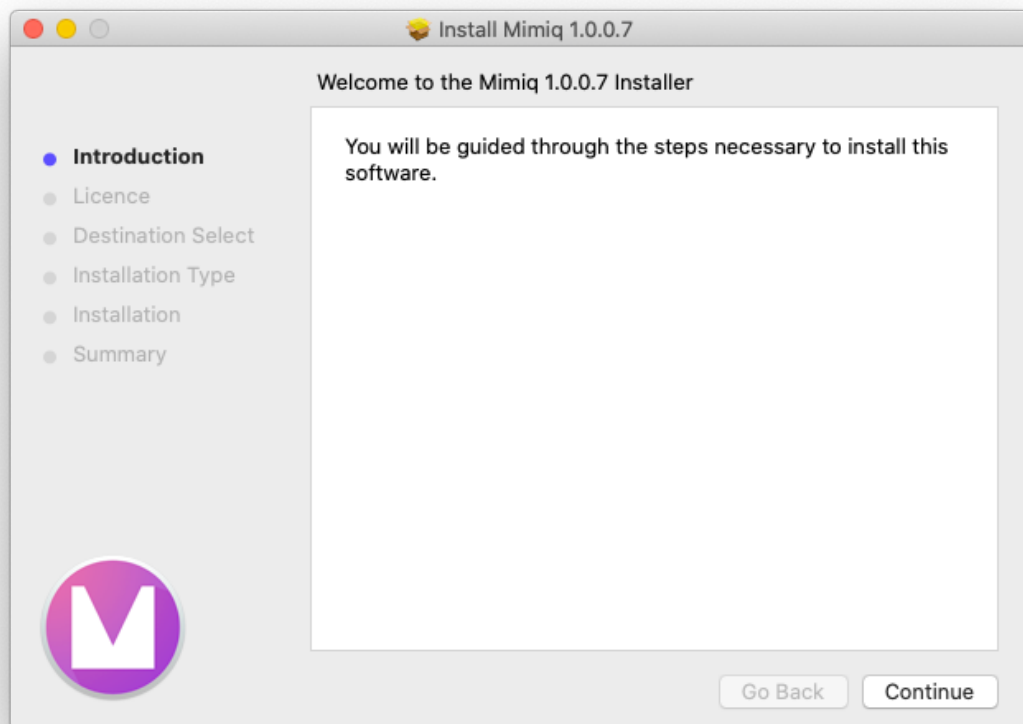 Install Mimiq 1.0.0.7
Welcome to the Mimiq 1.0.0.7 Installer
Introduction
Licence
Destination Select
Installation Type
Installation
Summary
You will be guided through the steps necessary to install this
software.
M
Go Back
Continue